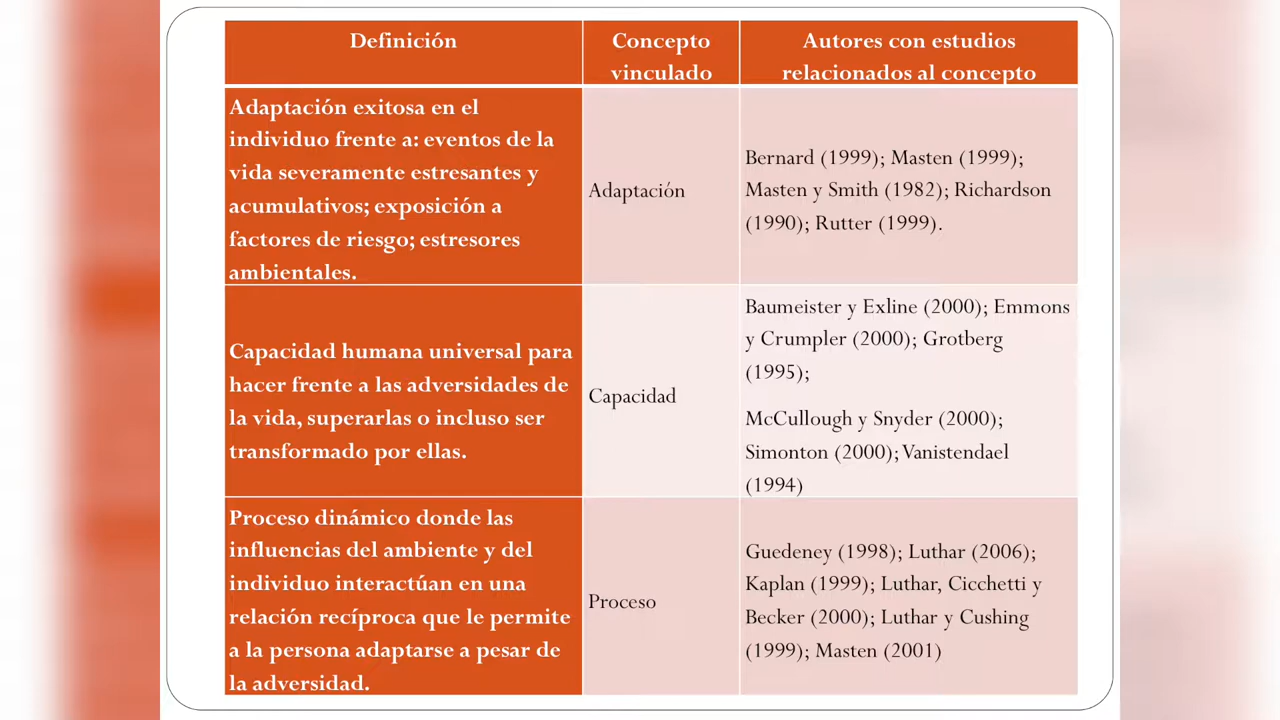 Definición
Concepto
vinculado
Autores con estudios
relacionados al concepto
Adaptación exitosa en el
individuo frente a: eventos de la
vida severamente estresantes y
acumulativos; exposición a
factores de riesgo; estresores
ambientales.
Adaptación
Bernard (1999); Masten (1999);
Masten y Smith (1982); Richardson
(1990); Rutter (1999).
Capacidad humana universal para
hacer frente a las adversidades de
la vida, superarlas o incluso ser
transformado por ellas.
Capacidad
Baumeister y Exline (2000); Emmons
y Crumpler (2000); Grotberg
(1995);
McCullough y Snyder (2000);
Simonton (2000); Vanistendael
(1994)
Proceso dinámico donde las
influencias del ambiente y del
individuo interactúan en una
relación recíproca que le permite
a la persona adaptarse a pesar de
la adversidad.
Proceso
Guedeney (1998); Luthar (2006);
Kaplan (1999); Luthar, Cicchetti y
Becker (2000); Luthar y Cushing
(1999); Masten (2001)